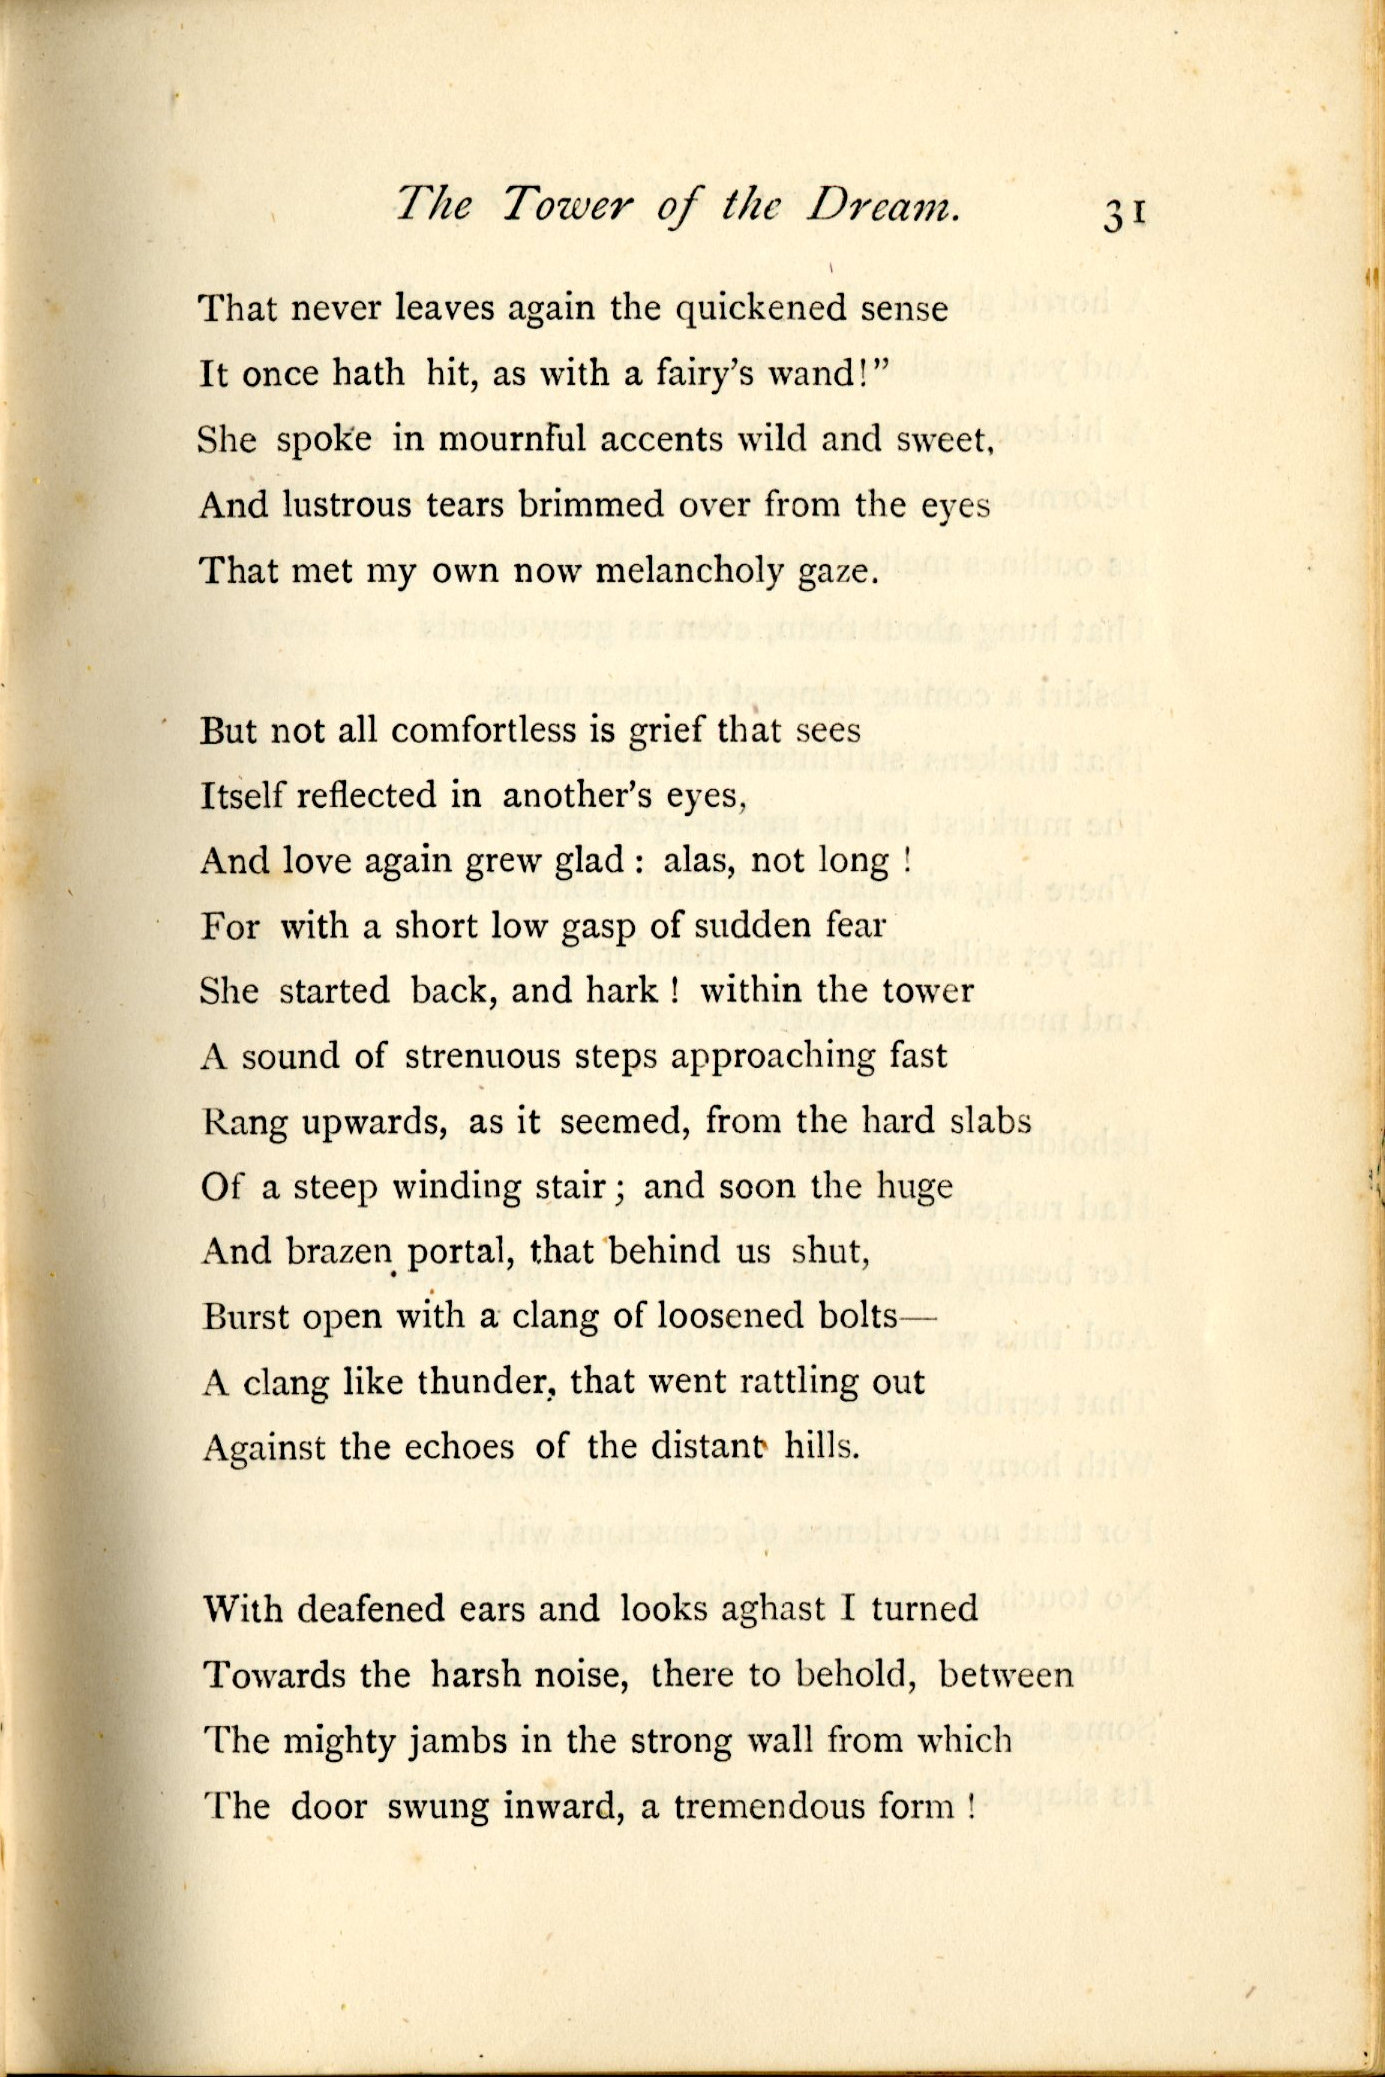 The Tower of the Dream. 31
That never leaves again the quickened sense
It once hath hit, as with a fairy's wand!”
She spoke in mournful accents wild and sweet,
And lustrous tears brimmed over from the eyes
That met my own now melancholy gaze.
But not all comfortless is grief that sees
Itself reflected in another's eyes,
And love again grew glad : alas, not long !
For with a short low gasp of sudden fear
She started back, and hark ! within the tower
A sound of strenuous steps approaching fast
Rang upwards, as it seemed, from the hard slabs
Of a steep winding stair ; and soon the huge
And brazen portal, that behind us shut,
Burst open with a clang of loosened bolts—
A clang like thunder, that went rattling out
Against the echoes of the distant hills.
With deafened ears and looks aghast I turned
Towards the harsh noise, there to behold, between
The mighty jambs in the strong wall from which
The door swung inward, a tremendous form !